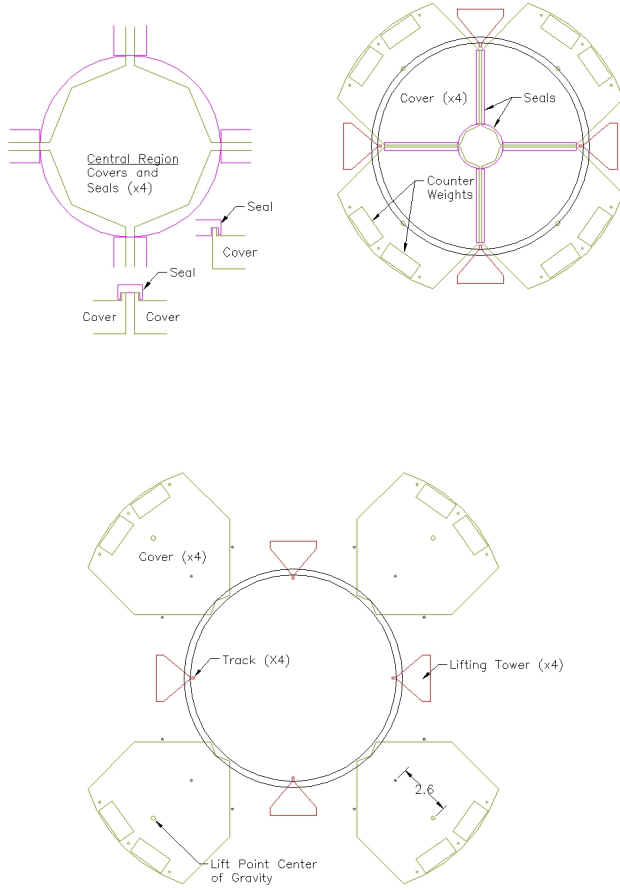 Central Region
Covers and
Seals (x4)
Seal
Cover
Seal
Cover
Cover
Cover (x4)
Seals
Counter
Weights
Cover (x4)
Track (X4)
Lifting Tower (x4)
2.6
Lift Point Center
of Gravity